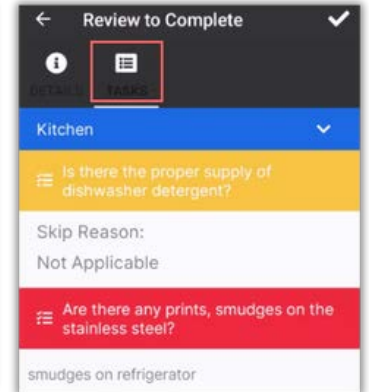 Review to Complete
DETAILS TASKS
Kitchen
Is there the proper supply of
dishwasher detergent?
Skip Reason:
Not Applicable
Are there any prints, smudges on the
stainless steel?
smudges on refrigerator